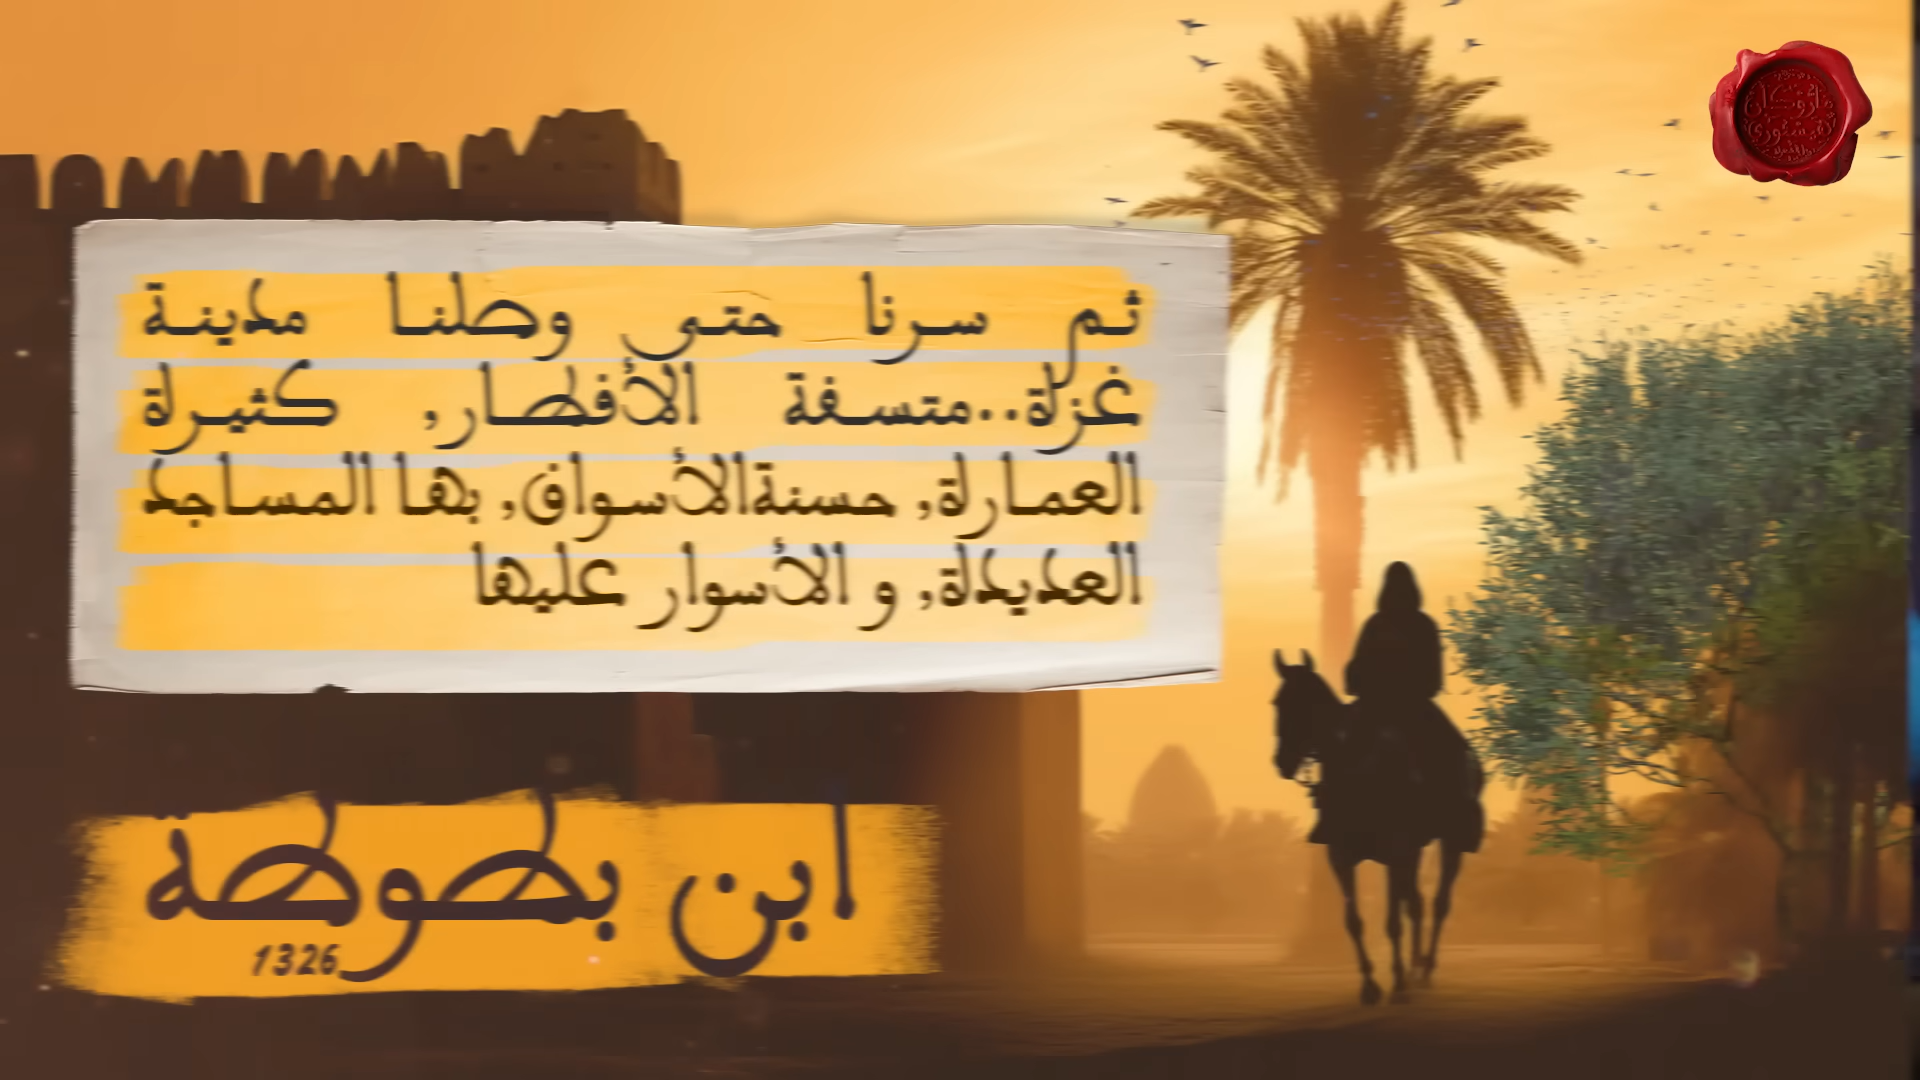 ثم سرنا حتى وصلنا مدينة
غزة..متسعة الأقطار, كثيرة
العمارة, حسنةالأسواق, بها المساجد
العديدة, و الأسوار عليها
ابن بطوطة
1326